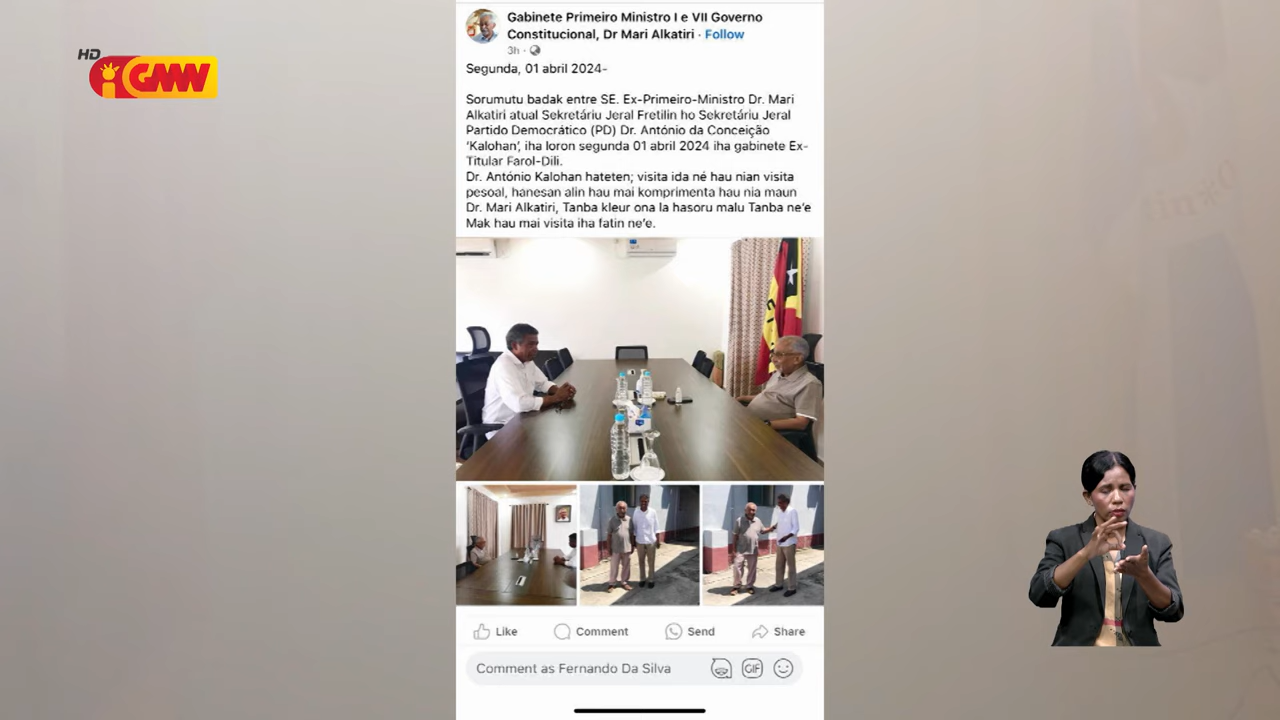 HD
GMN
Gabinete Primeiro Ministro I e VII Governo
Constitucional, Dr Mari Alkatiri · Follow
3h ·
Segunda, 01 abril 2024-
Sorumutu badak entre SE. Ex-Primeiro-Ministro Dr. Mari
Alkatiri atual Sekretáriu Jeral Fretilin ho Sekretáriu Jeral
Partido Democrático (PD) Dr. António da Conceição
‘Kalohan’, iha loron segunda 01 abril 2024 iha gabinete Ex-
Titular Farol-Dili.
Dr. António Kalohan hateten; visita ida né hau nian visita
pesoal, hanesan alin hau mai komprimenta hau nia maun
Dr. Mari Alkatiri, Tanba kleur ona la hasoru malu Tanba ne’e
Mak hau mai visita iha fatin ne’e.
Like
Comment
Send
Share
Comment as Fernando Da Silva
GIF